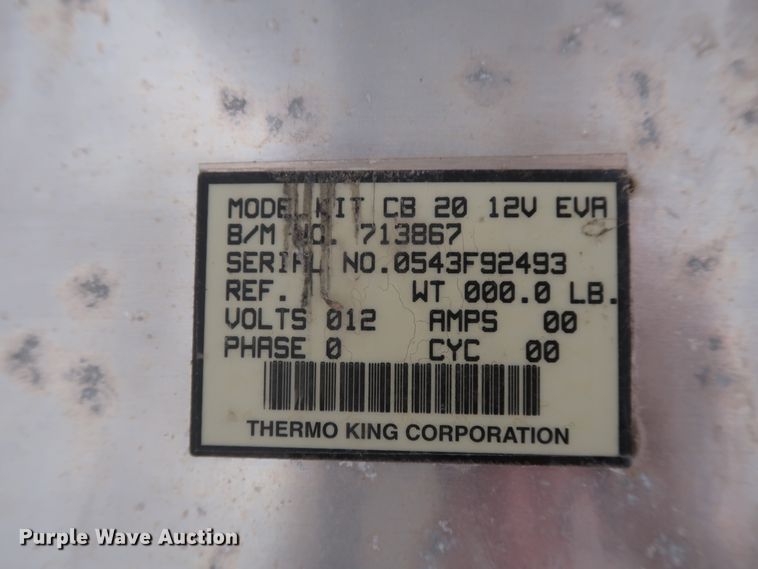 MODEL KIT CB 20 12V EVA
B/M NO. 713867
SERIAL NO.0543F92493
REF. WT 000.0 LB.
VOLTS 012 AMPS 00
PHASE 0 CYC 00
THERMO KING CORPORATION
Purple Wave Auction